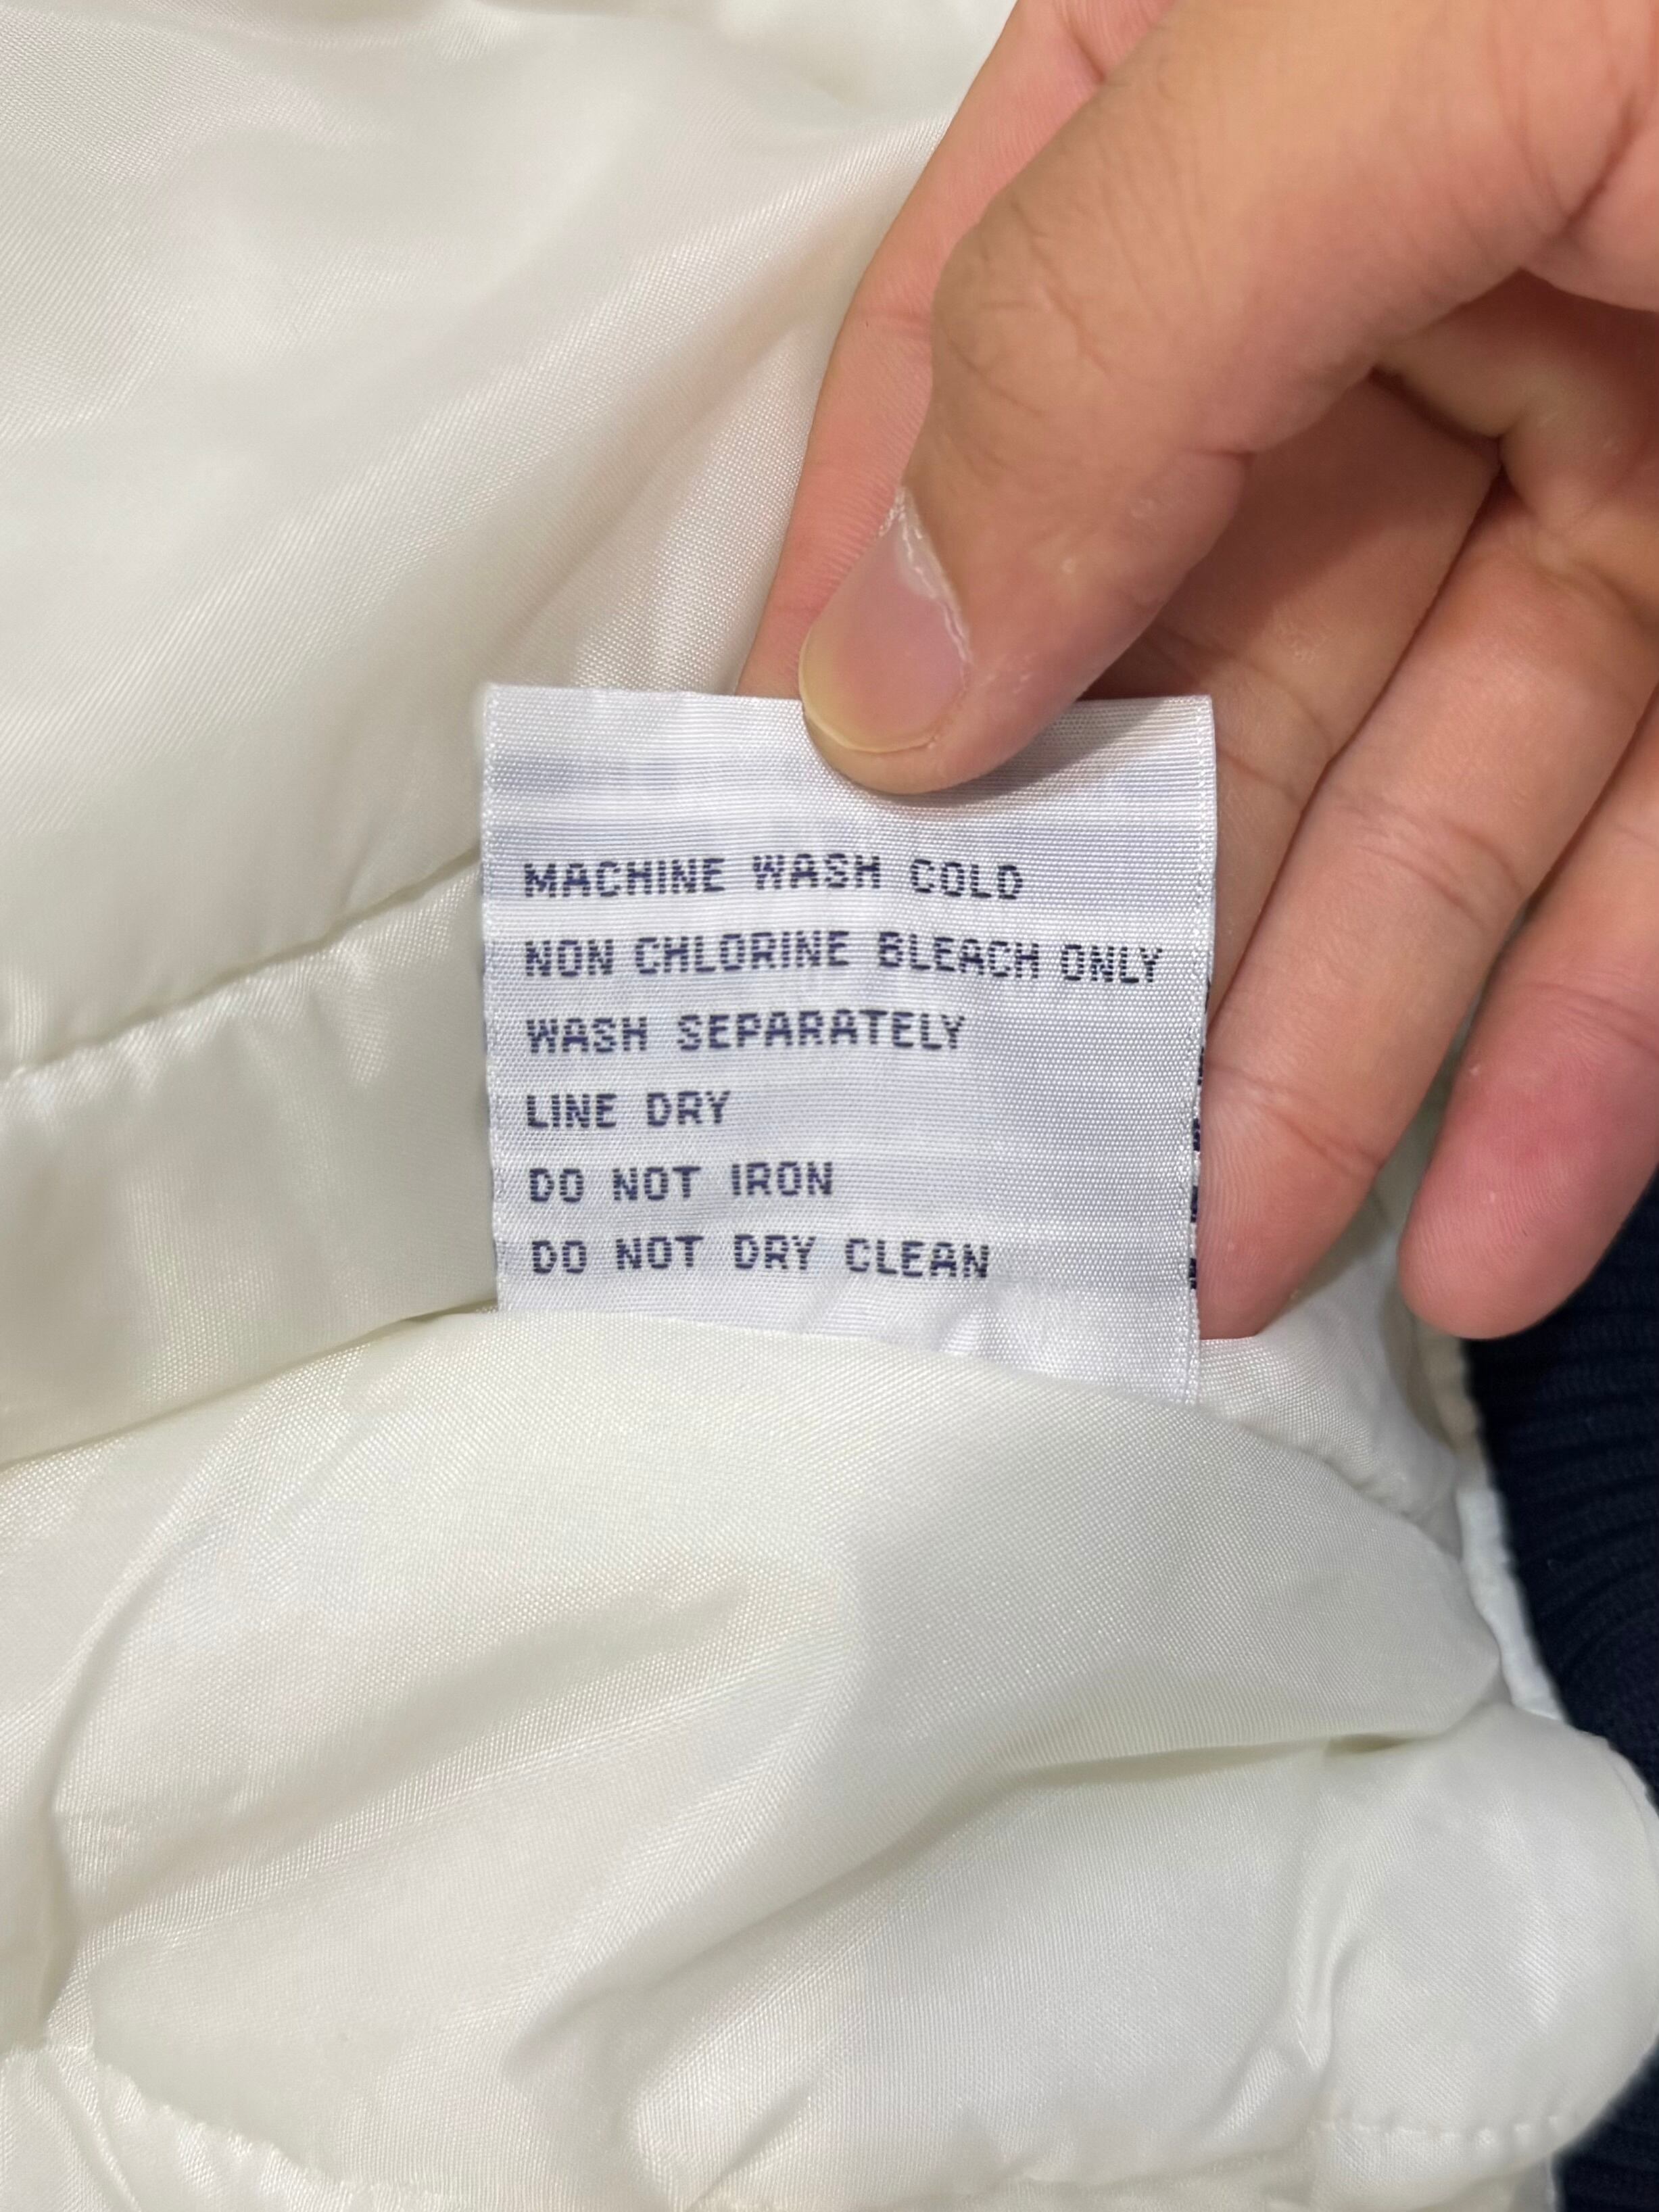 MACHINE WASH COLD
NON CHLORINE BLEACH ONLY
WASH SEPARATELY
LINE DRY
DO NOT IRON
DO NOT DRY CLEAN